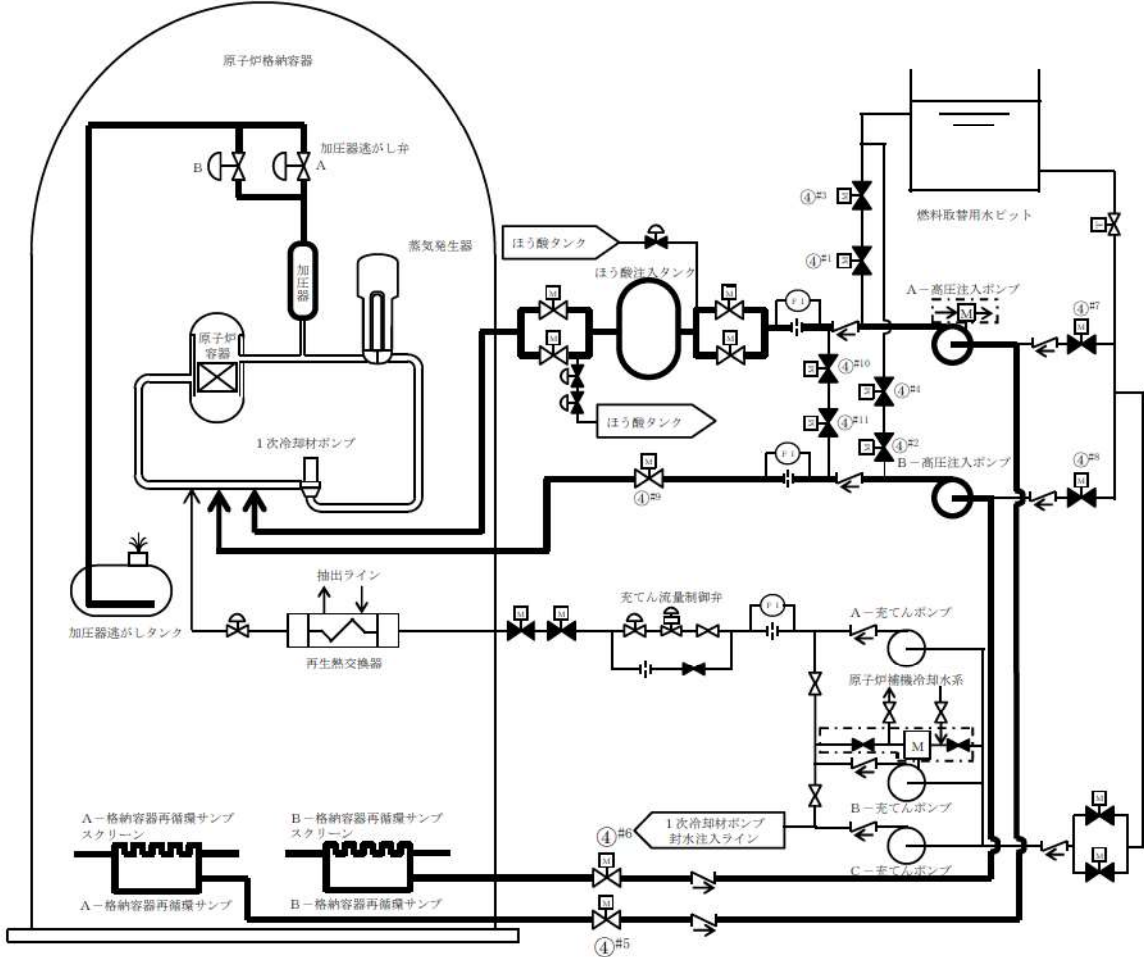 原子炉格納容器
加圧器逃がし弁
B
A
蒸気発生器
加圧器
原子炉
容器
1次冷却材ポンプ
加圧器逃がしタンク
抽出ライン
再生熱交換器
ほう酸タンク
ほう酸注入タンク
M
M
M
M
ほう酸タンク
FI
④#3
M
④#1
M
燃料取替用水ピット
T
A-高圧注入ポンプ
M
④#7
M
④#10
M
④#4
M
④#11
M
④#2
M
B-高圧注入ポンプ
④#8
M
FI
M
④#9
充てん流量制御弁
M
M
FI
A-充てんポンプ
原子炉補機冷却水系
M
B-充てんポンプ
1次冷却材ポンプ
封水注入ライン
C-充てんポンプ
M
M
A-格納容器再循環サンプ
スクリーン
B-格納容器再循環サンプ
スクリーン
④#6
M
A-格納容器再循環サンプ
B-格納容器再循環サンプ
M
④#5